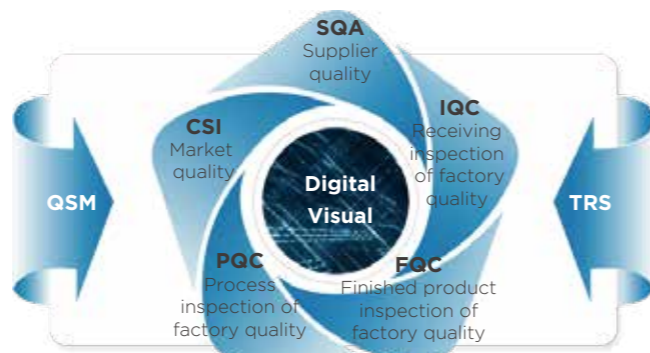 SQA
Supplier
quality
IQC
Receiving
inspection
of factory
quality
CSI
Market
quality
Digital
Visual
QSM
TRS
PQC
Process
inspection of
factory quality
FQC
Finished product
inspection of
factory quality